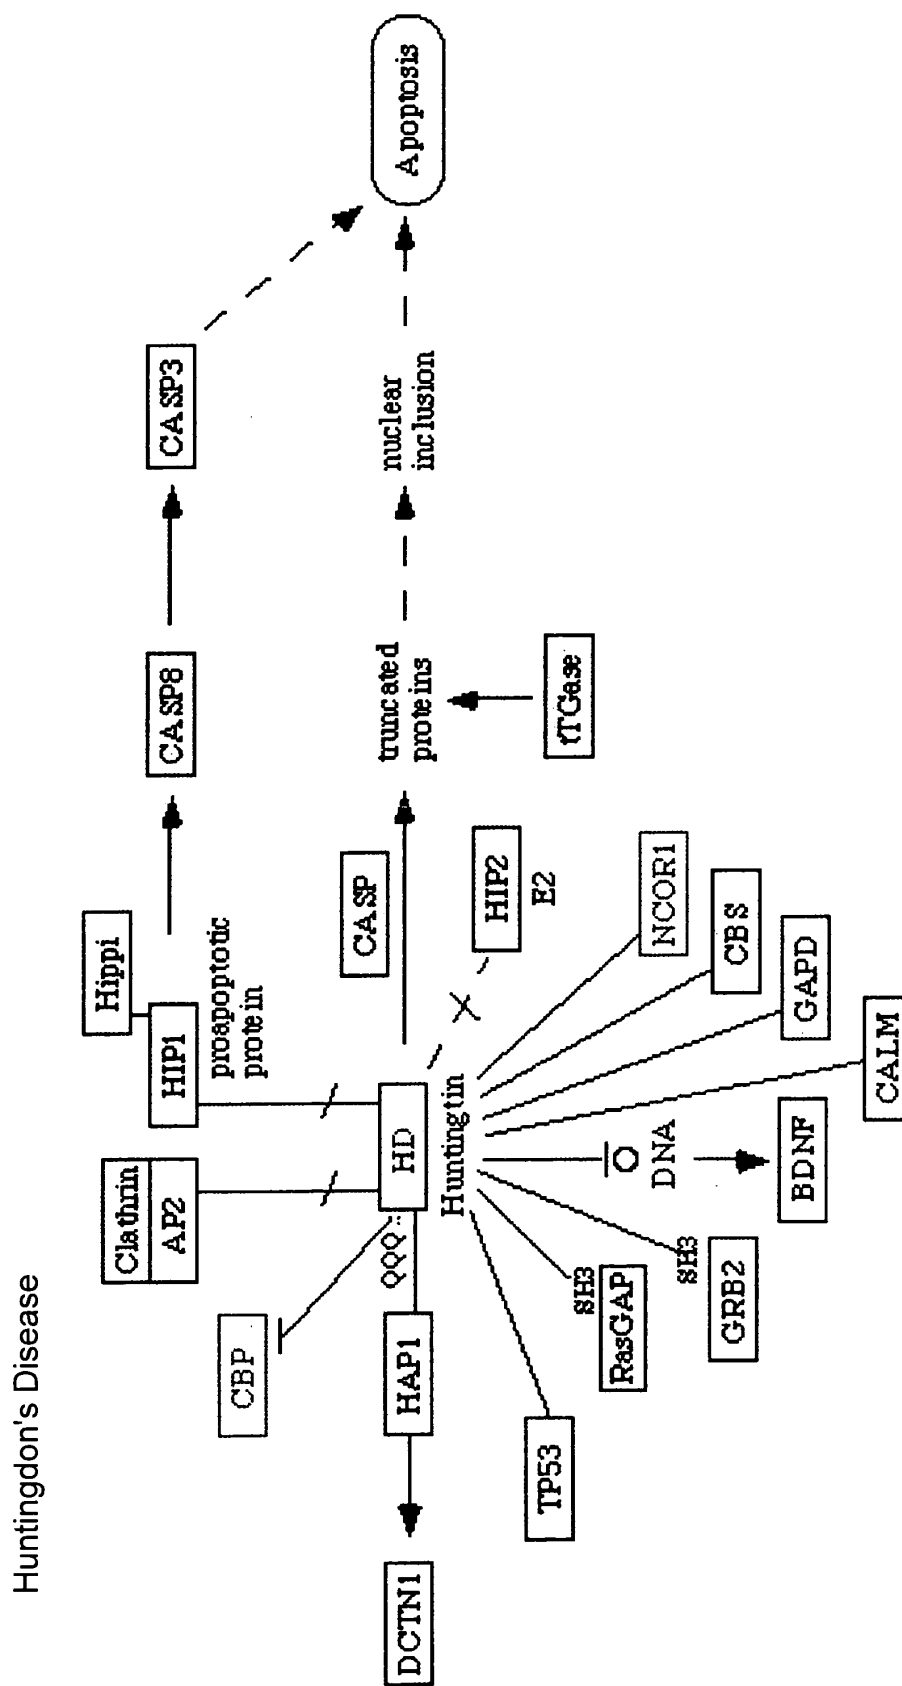 Huntingdon's Disease
Clathrin
AP2
Hippi
HIP1
proapoptotic
protein
CASP8
CASP3
CBP
DCTN1
HAP1
QQQ..
HD
Huntingtin
CASP
truncated
proteins
nuclear
inclusion
Apoptosis
tTGase
HIP2
E2
TP53
SH3
RasGAP
SH3
GRB2
DNA
BDNF
CALM
GAPD
CBS
NCOR1